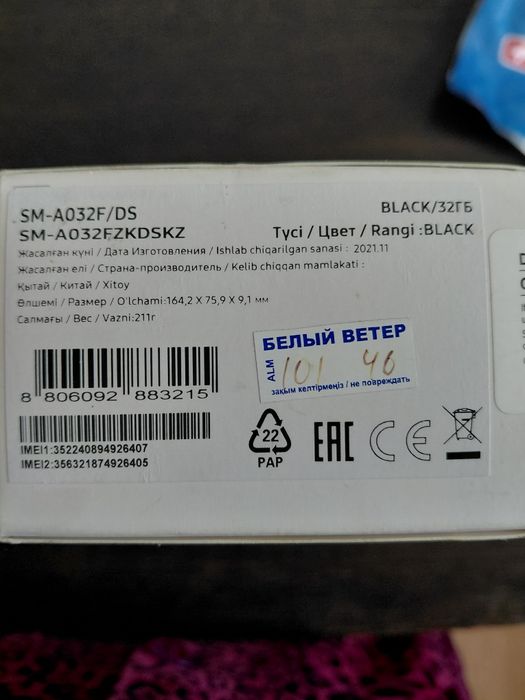 SM-A032F/DS
BLACK/32ГБ
SM-A032FZKDSKZ
Түсі / Цвет / Rangi :BLACK
Жасалған күні / Дата Изготовления / Ishlab chiqarilgan sanasi : 2021.11
Жасалған елі / Страна-производитель / Kelib chiqqan mamlakati :
Қытай / Китай / Xitoy
Өлшемі / Размер / O'lchami:164,2 X 75,9 X 9,1 мм
Салмағы / Вес / Vazni:211г
БЕЛЫЙ ВЕТЕР
ALM
101 46
зақым келтірмеңіз / не повреждать
8 806092 883215
IMEI1:352240894926407
IMEI2:356321874926405
22
PAP
EAC
CE